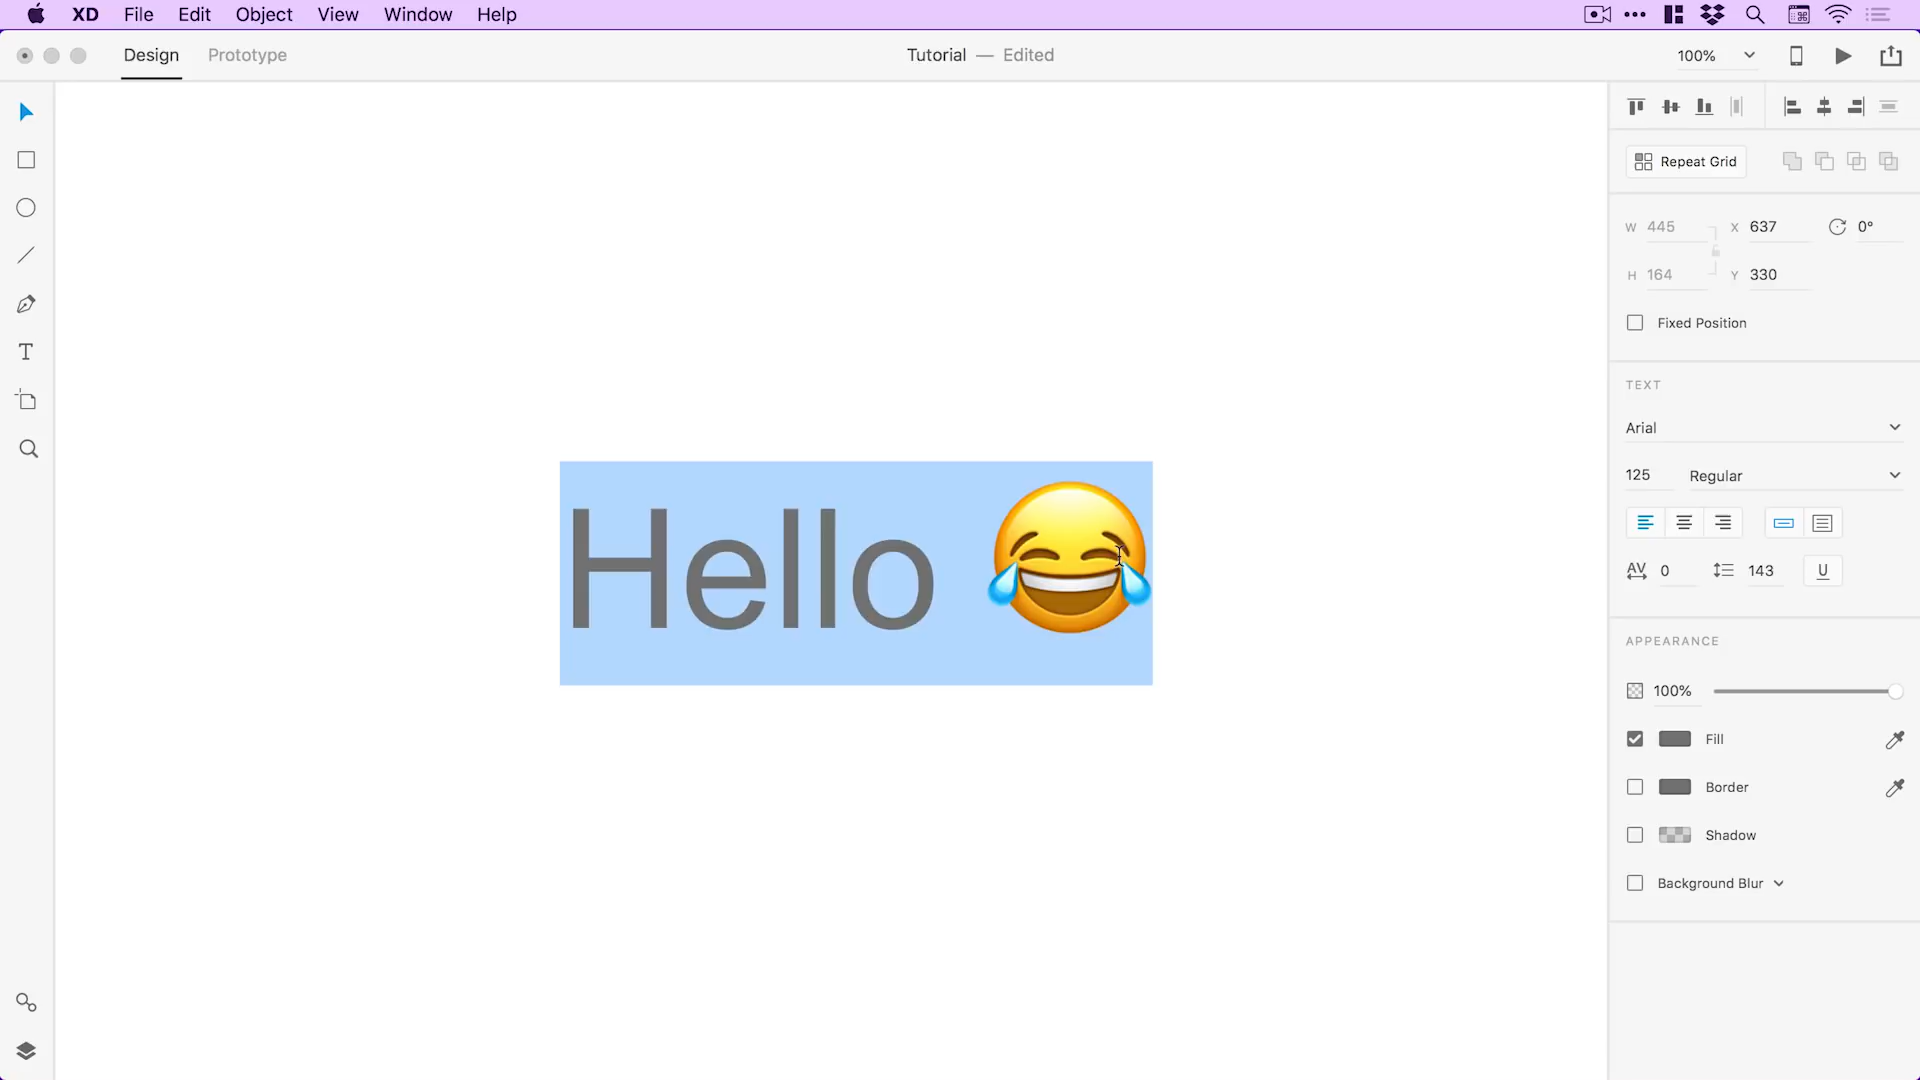 XD File Edit Object View Window Help
Design Prototype Tutorial — Edited 100%
Repeat Grid
W 445 X 637 0°
H 164 Y 330
Fixed Position
TEXT
Arial
125 Regular
AV 0 143 U
APPEARANCE
100%
Fill
Border
Shadow
Background Blur
T
Hello 😂